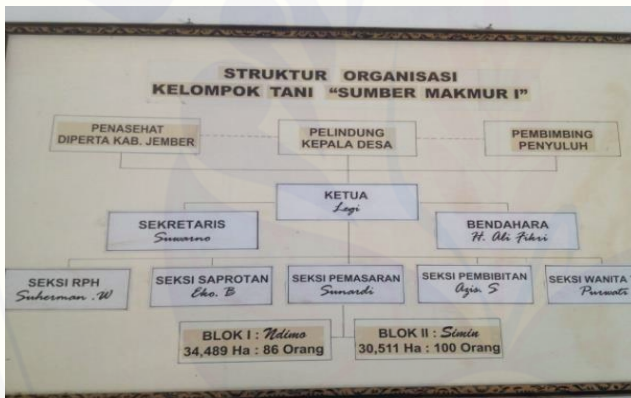 STRUKTUR ORGANISASI
KELOMPOK TANI "SUMBER MAKMUR I"
PENASEHAT
DIPERTA KAB. JEMBER
PELINDUNG
KEPALA DESA
PEMBIMBING
PENYULUH
KETUA
Legi
SEKRETARIS
Suwarno
BENDAHARA
H. Ali Fikri
SEKSI RPH
Suherman .W
SEKSI SAPROTAN
Eko. B
SEKSI PEMASARAN
Sunardi
SEKSI PEMBIBITAN
Azis. S
SEKSI WANITA
Purwati
BLOK I : Ndimo
34,489 Ha : 86 Orang
BLOK II : Simin
30,511 Ha : 100 Orang